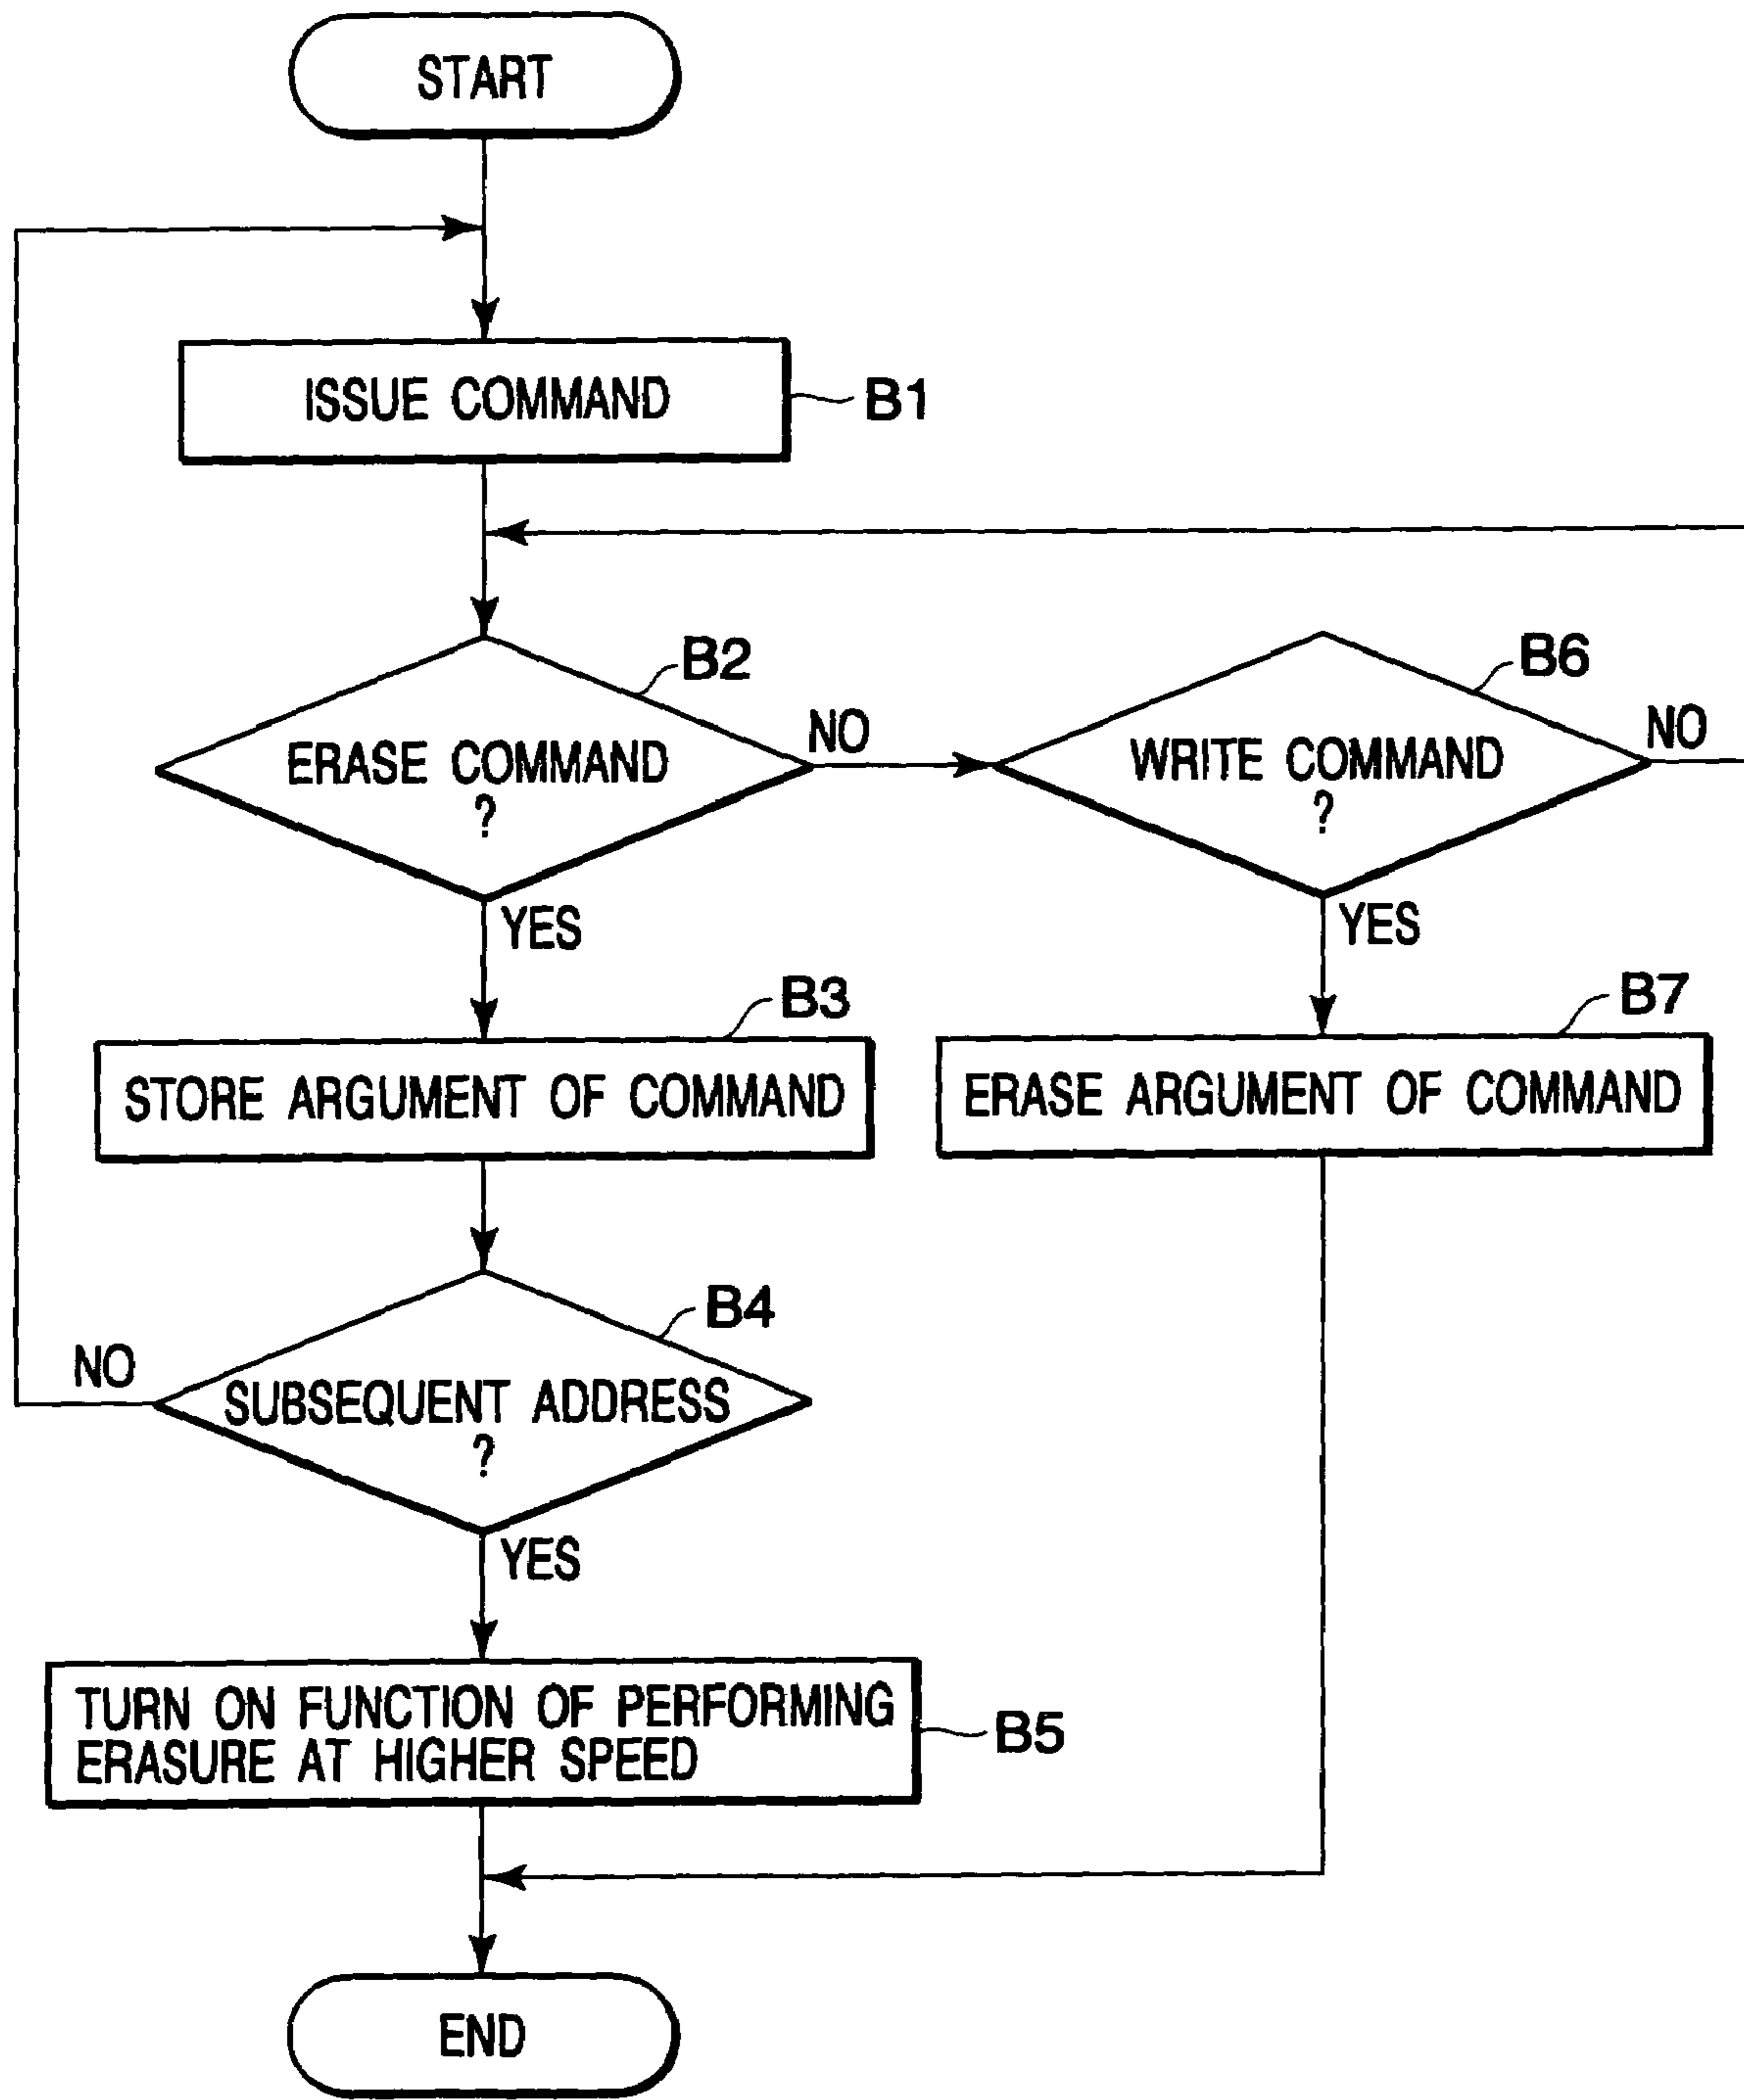 START
ISSUE COMMAND
B1
B2
ERASE COMMAND
?
NO
YES
B6
WRITE COMMAND
?
NO
YES
B3
STORE ARGUMENT OF COMMAND
B7
ERASE ARGUMENT OF COMMAND
B4
SUBSEQUENT ADDRESS
?
NO
YES
TURN ON FUNCTION OF PERFORMING
ERASURE AT HIGHER SPEED
B5
END